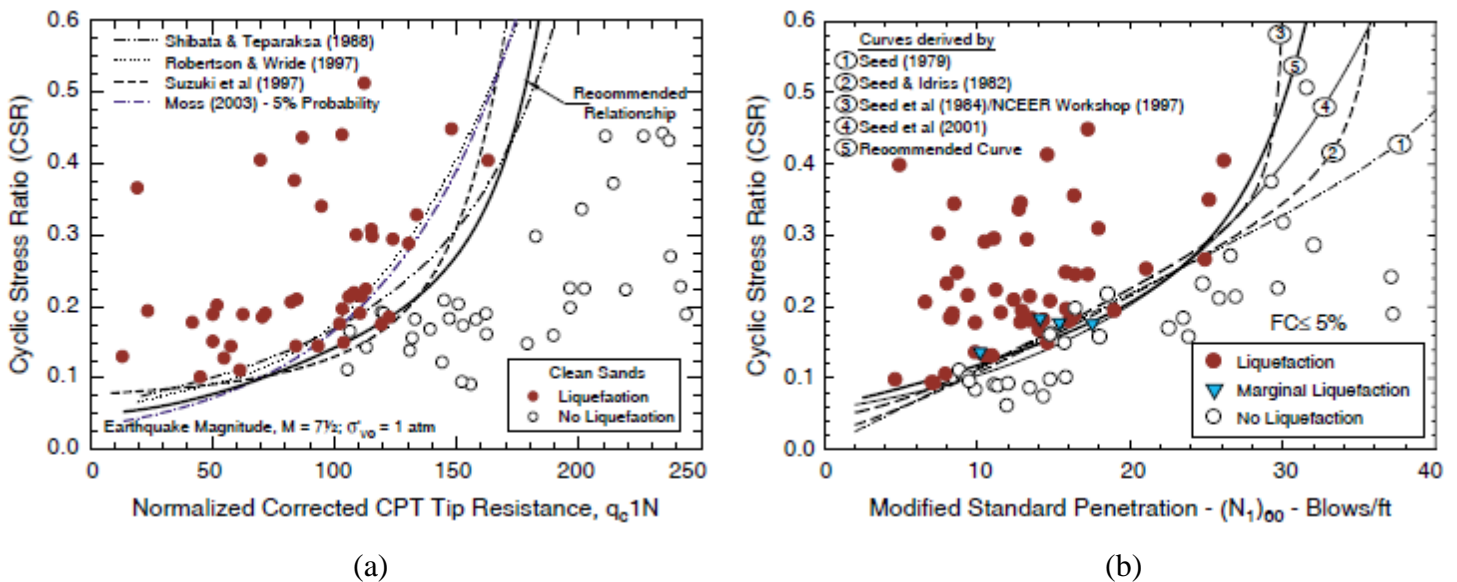 0.6
0.5
0.4
0.3
0.2
0.1
0.0
Cyclic Stress Ratio (CSR)
Shibata & Teparaksa (1988)
Robertson & Wride (1997)
Suzuki et al (1997)
Moss (2003) - 5% Probability
Recommended
Relationship
Clean Sands
Liquefaction
No Liquefaction
Earthquake Magnitude, M = 7½; σ'vo = 1 atm
0 50 100 150 200 250
Normalized Corrected CPT Tip Resistance, qc1N
(a)
0.6
0.5
0.4
0.3
0.2
0.1
0.0
Cyclic Stress Ratio (CSR)
Curves derived by
1 Seed (1979)
2 Seed & Idriss (1982)
3 Seed et al (1984)/NCEER Workshop (1997)
4 Seed et al (2001)
5 Recommended Curve
3
5
4
2
1
FC≤ 5%
Liquefaction
Marginal Liquefaction
No Liquefaction
0 10 20 30 40
Modified Standard Penetration - (N1)60 - Blows/ft
(b)